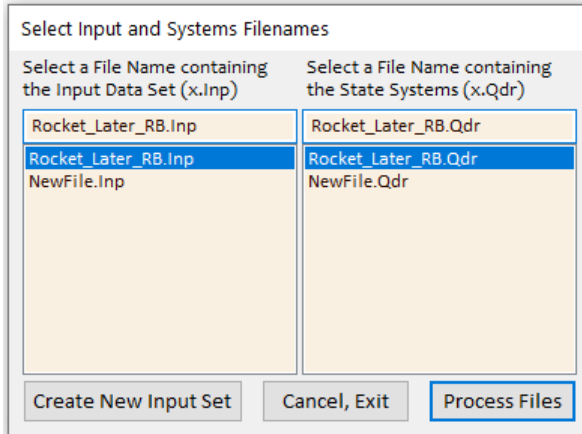 Select Input and Systems Filenames
Select a File Name containing
the Input Data Set (x.Inp)
Rocket_Later_RB.Inp
Rocket_Later_RB.Inp
NewFile.Inp
Select a File Name containing
the State Systems (x.Qdr)
Rocket_Later_RB.Qdr
Rocket_Later_RB.Qdr
NewFile.Qdr
Create New Input Set
Cancel, Exit
Process Files